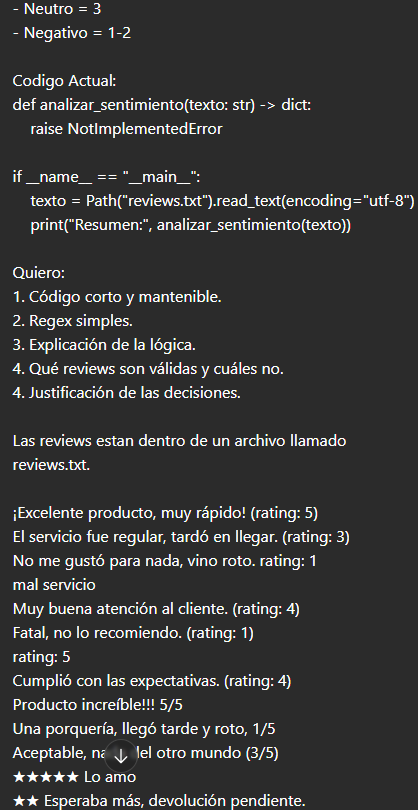 - Neutro = 3
- Negativo = 1-2
Codigo Actual:
def analizar_sentimiento(texto: str) -> dict:
raise NotImplementedError
if __name__ == "__main__":
texto = Path("reviews.txt").read_text(encoding="utf-8")
print("Resumen:", analizar_sentimiento(texto))
Quiero:
1. Código corto y mantenible.
2. Regex simples.
3. Explicación de la lógica.
4. Qué reviews son válidas y cuáles no.
4. Justificación de las decisiones.
Las reviews estan dentro de un archivo llamado
reviews.txt.
¡Excelente producto, muy rápido! (rating: 5)
El servicio fue regular, tardó en llegar. (rating: 3)
No me gustó para nada, vino roto. rating: 1
mal servicio
Muy buena atención al cliente. (rating: 4)
Fatal, no lo recomiendo. (rating: 1)
rating: 5
Cumplió con las expectativas. (rating: 4)
Producto increíble!!! 5/5
Una porquería, llegó tarde y roto, 1/5
Aceptable, del otro mundo (3/5)
★★★★★ Lo amo
★★ Esperaba más, devolución pendiente.